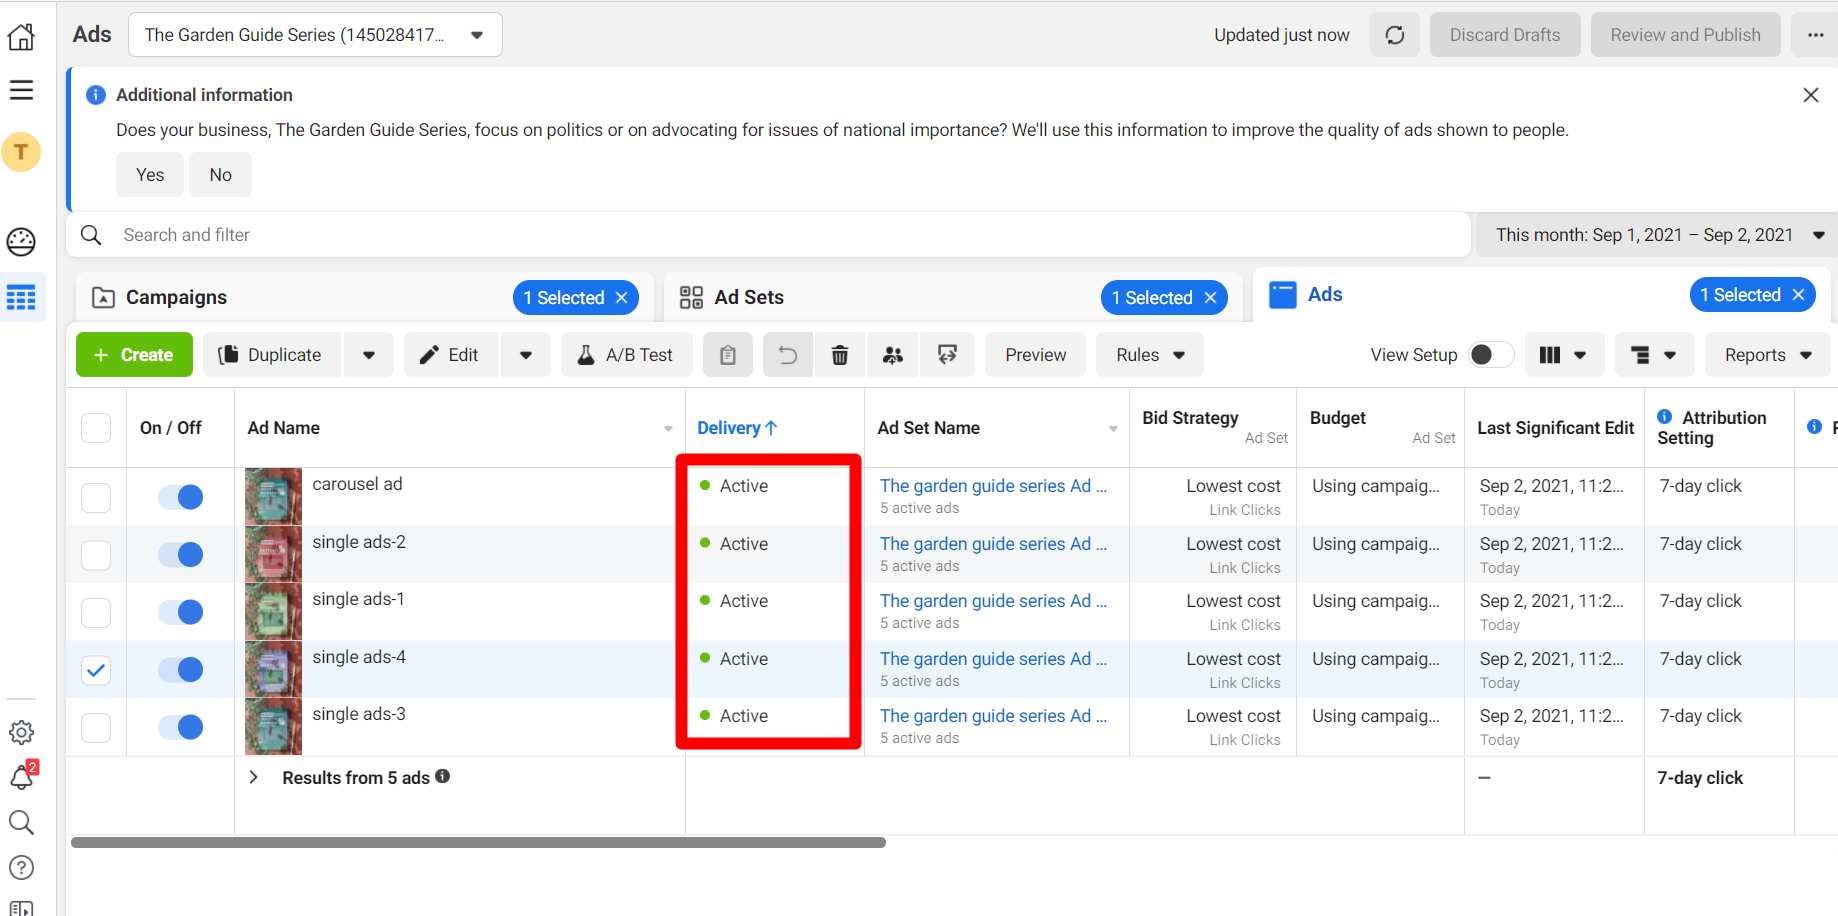 Ads
The Garden Guide Series (145028417...
Updated just now
Discard Drafts
Review and Publish
Additional information
Does your business, The Garden Guide Series, focus on politics or on advocating for issues of national importance? We'll use this information to improve the quality of ads shown to people.
Yes
No
T
Search and filter
This month: Sep 1, 2021 – Sep 2, 2021
Campaigns
1 Selected
Ad Sets
1 Selected
Ads
1 Selected
+ Create
Duplicate
Edit
A/B Test
Preview
Rules
View Setup
Reports
On / Off
Ad Name
Delivery↑
Ad Set Name
Bid Strategy
Ad Set
Budget
Ad Set
Last Significant Edit
Attribution
Setting
carousel ad
Active
The garden guide series Ad ...
5 active ads
Lowest cost
Link Clicks
Using campaig...
Sep 2, 2021, 11:2...
Today
7-day click
single ads-2
Active
The garden guide series Ad ...
5 active ads
Lowest cost
Link Clicks
Using campaig...
Sep 2, 2021, 11:2...
Today
7-day click
single ads-1
Active
The garden guide series Ad ...
5 active ads
Lowest cost
Link Clicks
Using campaig...
Sep 2, 2021, 11:2...
Today
7-day click
single ads-4
Active
The garden guide series Ad ...
5 active ads
Lowest cost
Link Clicks
Using campaig...
Sep 2, 2021, 11:2...
Today
7-day click
single ads-3
Active
The garden guide series Ad ...
5 active ads
Lowest cost
Link Clicks
Using campaig...
Sep 2, 2021, 11:2...
Today
7-day click
2
Results from 5 ads
—
7-day click